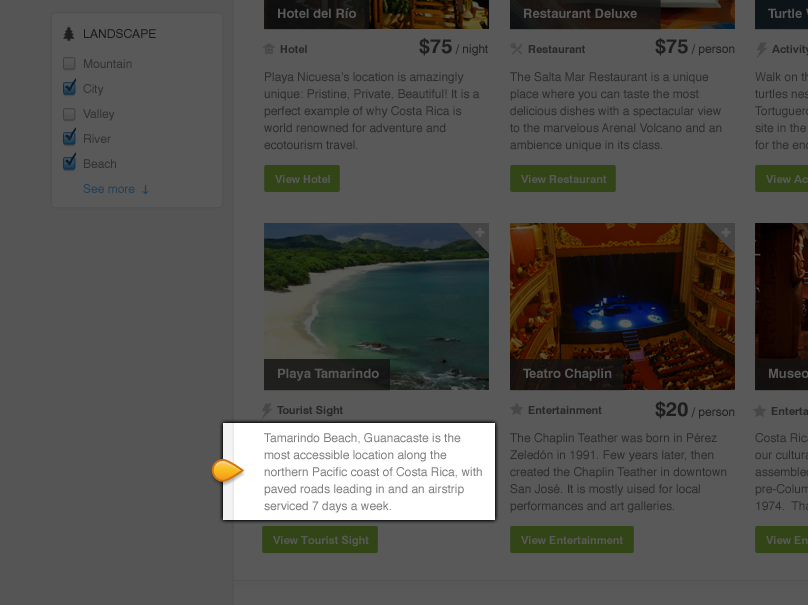 LANDSCAPE
Mountain
City
Valley
River
Beach
See more ↓
Hotel del Río
Hotel
$75 / night
Playa Nicuesa's location is amazingly
unique: Pristine, Private, Beautiful! It is a
perfect example of why Costa Rica is
world renowned for adventure and
ecotourism travel.
View Hotel
Restaurant Deluxe
Restaurant
$75 / person
The Salta Mar Restaurant is a unique
place where you can taste the most
delicious dishes with a spectacular view
to the marvelous Arenal Volcano and an
ambience unique in its class.
View Restaurant
Turtle
Activity
Walk on
turtles nes
Tortuguero
site in the
for the en
View Ac
Playa Tamarindo
Tourist Sight
Tamarindo Beach, Guanacaste is the
most accessible location along the
northern Pacific coast of Costa Rica, with
paved roads leading in and an airstrip
serviced 7 days a week.
View Tourist Sight
Teatro Chaplin
Entertainment
$20 / person
The Chaplin Teather was born in Pérez
Zeledón in 1991. Few years later, then
created the Chaplin Teather in downtown
San José. It is mostly uised for local
performances and art galleries.
View Entertainment
Museo
Enterta
Costa Ric
our cultura
assemble
pre-Colum
1974. Tha
View En